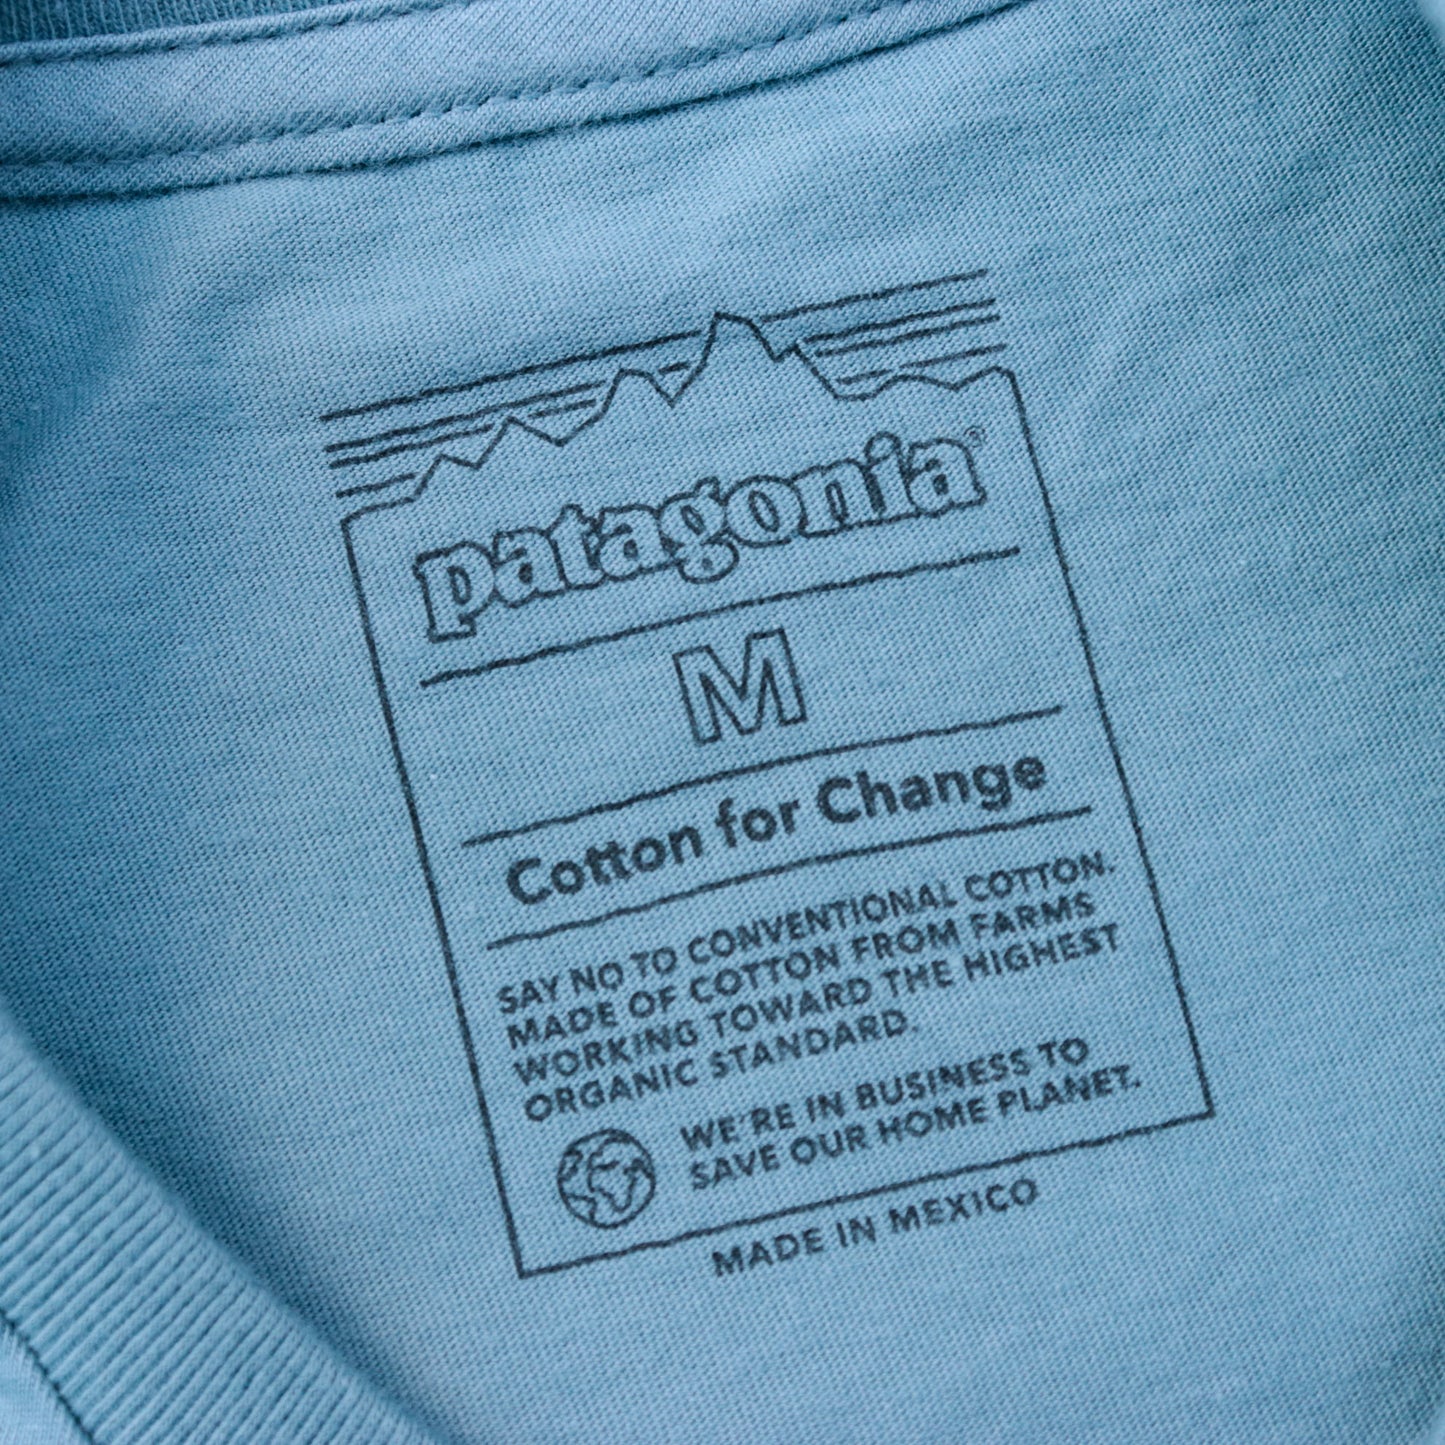 patagonia®
M
Cotton for Change
SAY NO TO CONVENTIONAL COTTON.
MADE OF COTTON FROM FARMS
WORKING TOWARD THE HIGHEST
ORGANIC STANDARD.
WE'RE IN BUSINESS TO
SAVE OUR HOME PLANET.
MADE IN MEXICO